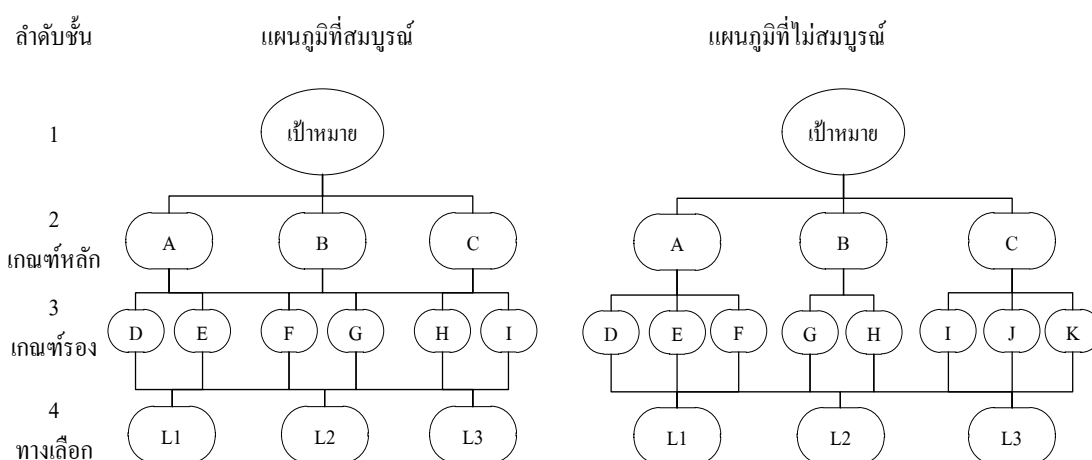 ลำดับชั้น แผนภูมิที่สมบูรณ์ แผนภูมิที่ไม่สมบูรณ์
1 เป้าหมาย เป้าหมาย
2
เกณฑ์หลัก
A B C A B C
3
เกณฑ์รอง
D E F G H I D E F G H I J K
4
ทางเลือก
L1 L2 L3 L1 L2 L3